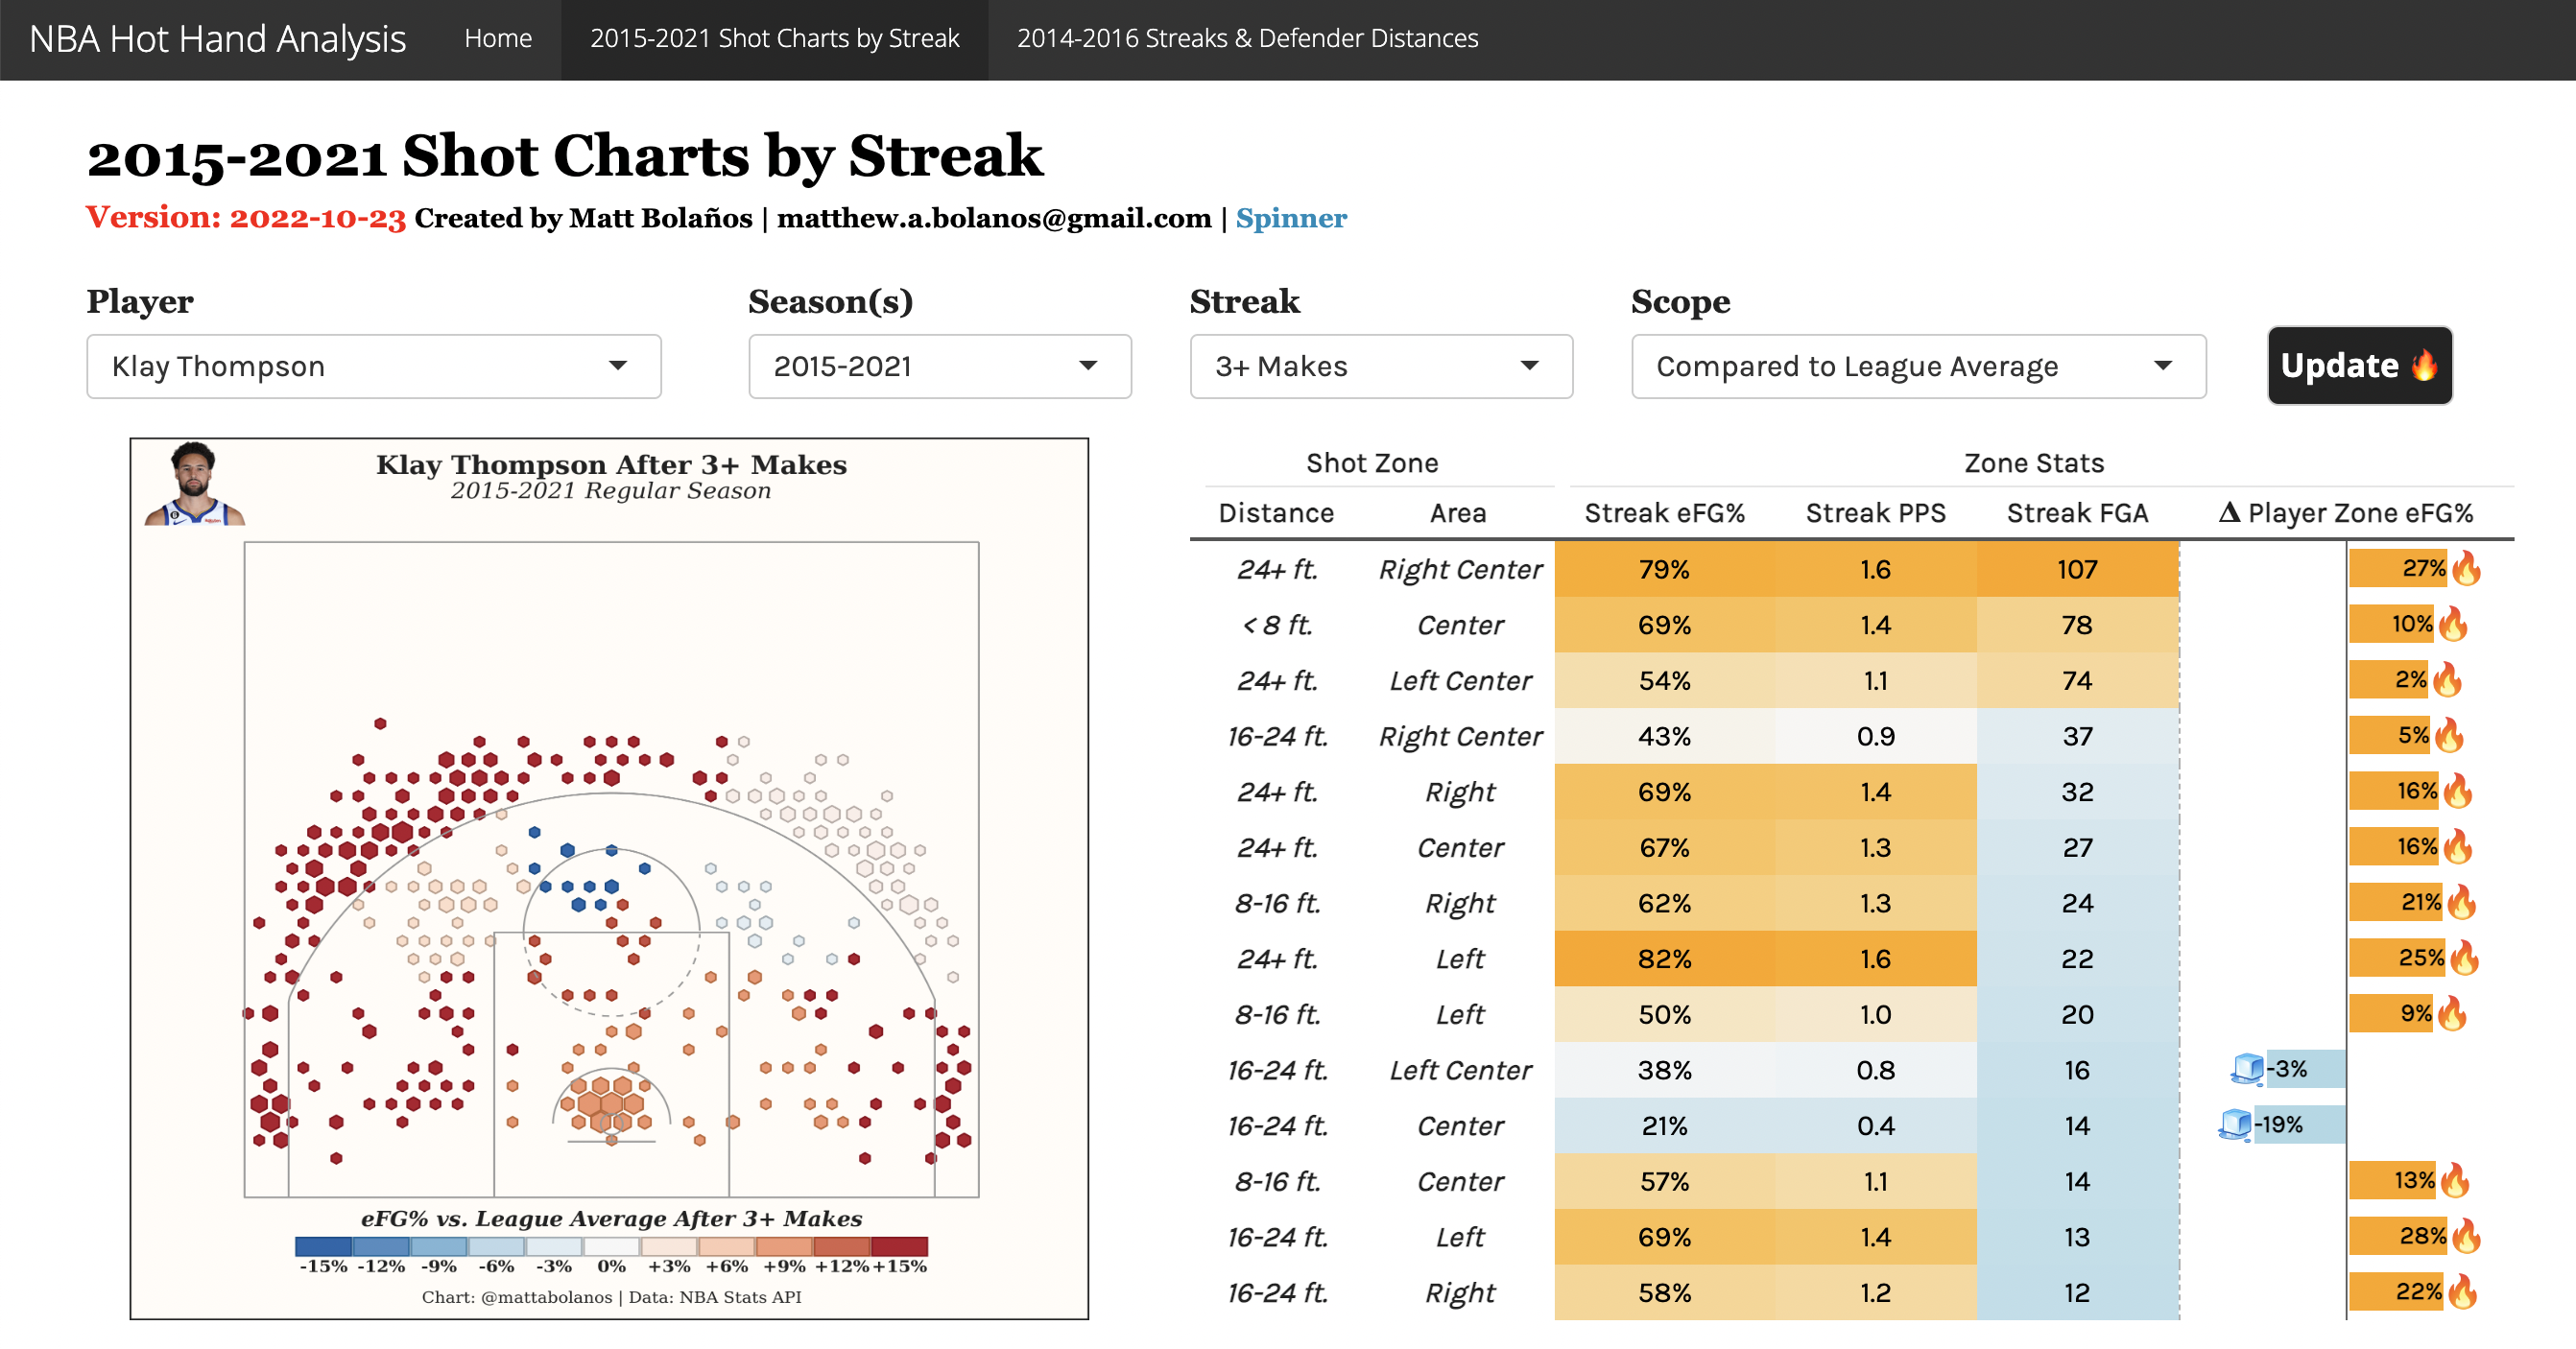 NBA Hot Hand Analysis Home 2015-2021 Shot Charts by Streak 2014-2016 Streaks & Defender Distances
2015-2021 Shot Charts by Streak
Version: 2022-10-23 Created by Matt Bolaños | matthew.a.bolanos@gmail.com | Spinner
Player Season(s) Streak Scope
Klay Thompson 2015-2021 3+ Makes Compared to League Average Update 🔥
Klay Thompson After 3+ Makes
2015-2021 Regular Season
eFG% vs. League Average After 3+ Makes
-15% -12% -9% -6% -3% 0% +3% +6% +9% +12% +15%
Chart: @mattabolanos | Data: NBA Stats API
Shot Zone Zone Stats
Distance Area Streak eFG% Streak PPS Streak FGA Δ Player Zone eFG%
24+ ft. Right Center 79% 1.6 107 27%🔥
< 8 ft. Center 69% 1.4 78 10%🔥
24+ ft. Left Center 54% 1.1 74 2%🔥
16-24 ft. Right Center 43% 0.9 37 5%🔥
24+ ft. Right 69% 1.4 32 16%🔥
24+ ft. Center 67% 1.3 27 16%🔥
8-16 ft. Right 62% 1.3 24 21%🔥
24+ ft. Left 82% 1.6 22 25%🔥
8-16 ft. Left 50% 1.0 20 9%🔥
16-24 ft. Left Center 38% 0.8 16 🧊-3%
16-24 ft. Center 21% 0.4 14 🧊-19%
8-16 ft. Center 57% 1.1 14 13%🔥
16-24 ft. Left 69% 1.4 13 28%🔥
16-24 ft. Right 58% 1.2 12 22%🔥